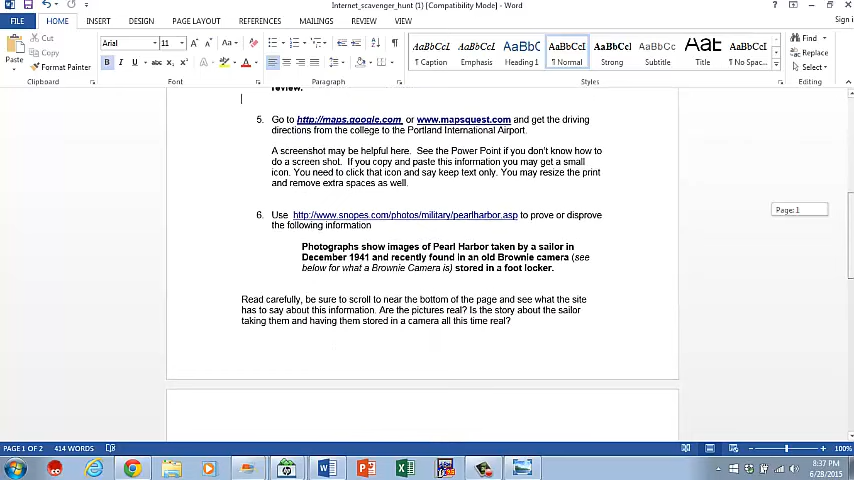 Internet_scavenger_hunt (1) [Compatibility Mode] - Word
Sign in
FILE HOME INSERT DESIGN PAGE LAYOUT REFERENCES MAILINGS REVIEW VIEW
Cut
Copy
Format Painter
Paste
Arial 11
AaBbCcl AaBbCcL AaBbC AaBbCcI AaBbCcl AaBbCcl AaB AaBbCcl
¶ Caption Emphasis Heading 1 ¶ Normal Strong Subtitle Title ¶ No Spac...
Find
Replace
Select
Clipboard Font Paragraph Styles Editing
review.
5. Go to http://maps.google.com or www.mapsquest.com and get the driving
directions from the college to the Portland International Airport.
A screenshot may be helpful here. See the Power Point if you don't know how to
do a screen shot. If you copy and paste this information you may get a small
icon. You need to click that icon and say keep text only. You may resize the print
and remove extra spaces as well.
Page: 1
6. Use http://www.snopes.com/photos/military/pearlharbor.asp to prove or disprove
the following information
Photographs show images of Pearl Harbor taken by a sailor in
December 1941 and recently found in an old Brownie camera (see
below for what a Brownie Camera is) stored in a foot locker.
Read carefully, be sure to scroll to near the bottom of the page and see what the site
has to say about this information. Are the pictures real? Is the story about the sailor
taking them and having them stored in a camera all this time real?
PAGE 1 OF 2 414 WORDS 100%
8:37 PM
6/28/2015